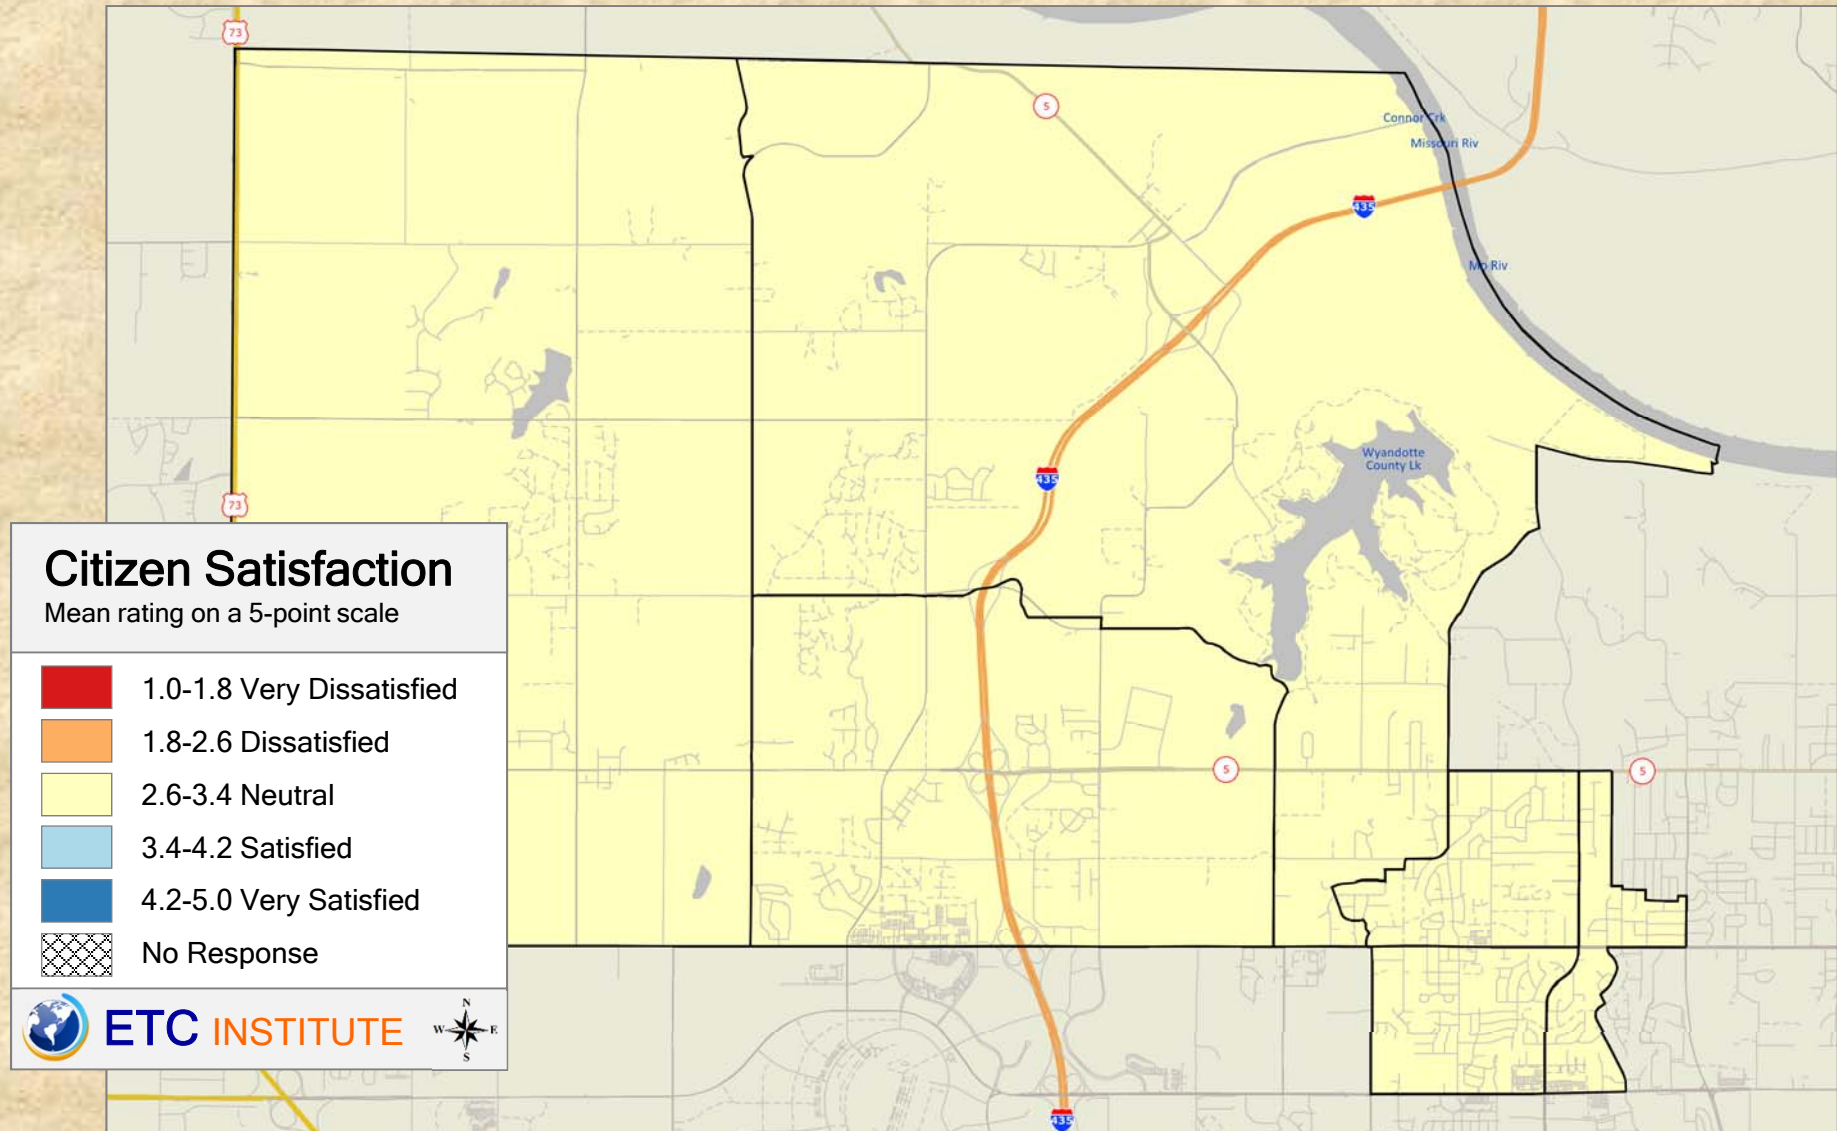 73
5
Connor Crk
Missouri Riv
435
Mo Riv
Wyandotte
County Lk
435
73
Citizen Satisfaction
Mean rating on a 5-point scale
1.0-1.8 Very Dissatisfied
1.8-2.6 Dissatisfied
2.6-3.4 Neutral
3.4-4.2 Satisfied
4.2-5.0 Very Satisfied
No Response
ETC INSTITUTE
N
W E
S
5
5
435